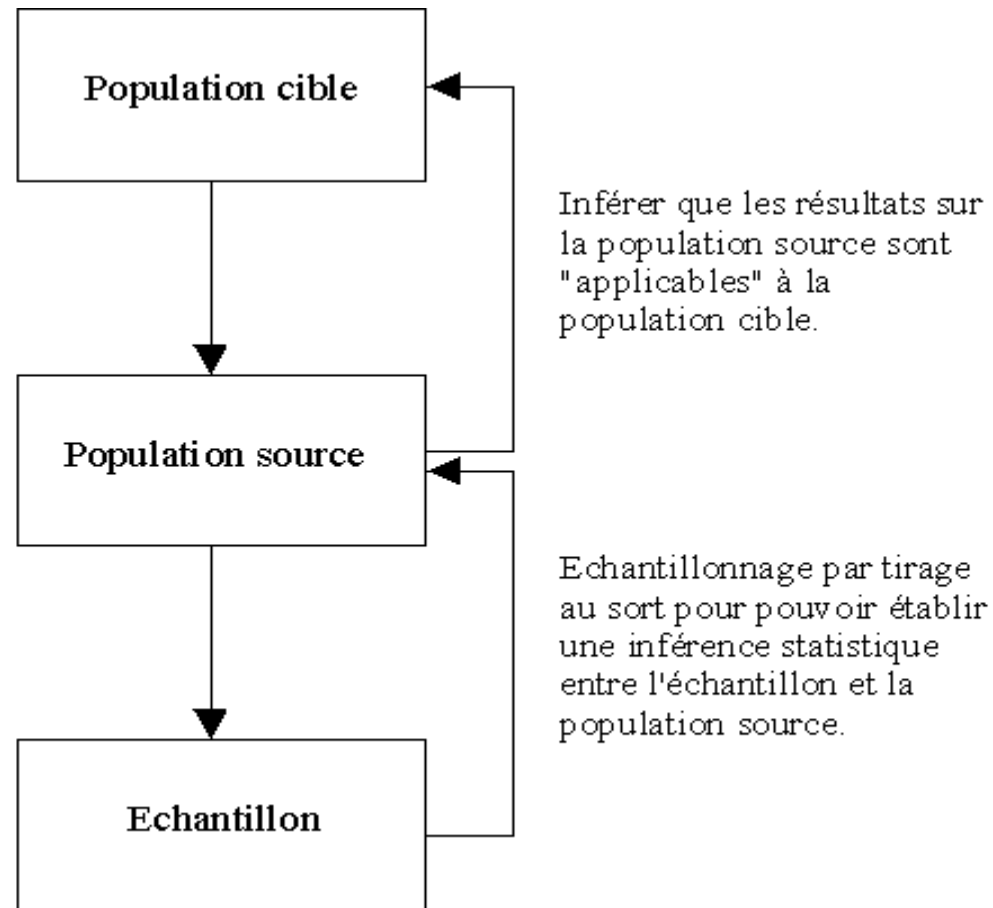 Population cible
Inférer que les résultats sur
la population source sont
"applicables" à la
population cible.
Population source
Echantillonnage par tirage
au sort pour pouvoir établir
une inférence statistique
entre l'échantillon et la
population source.
Echantillon